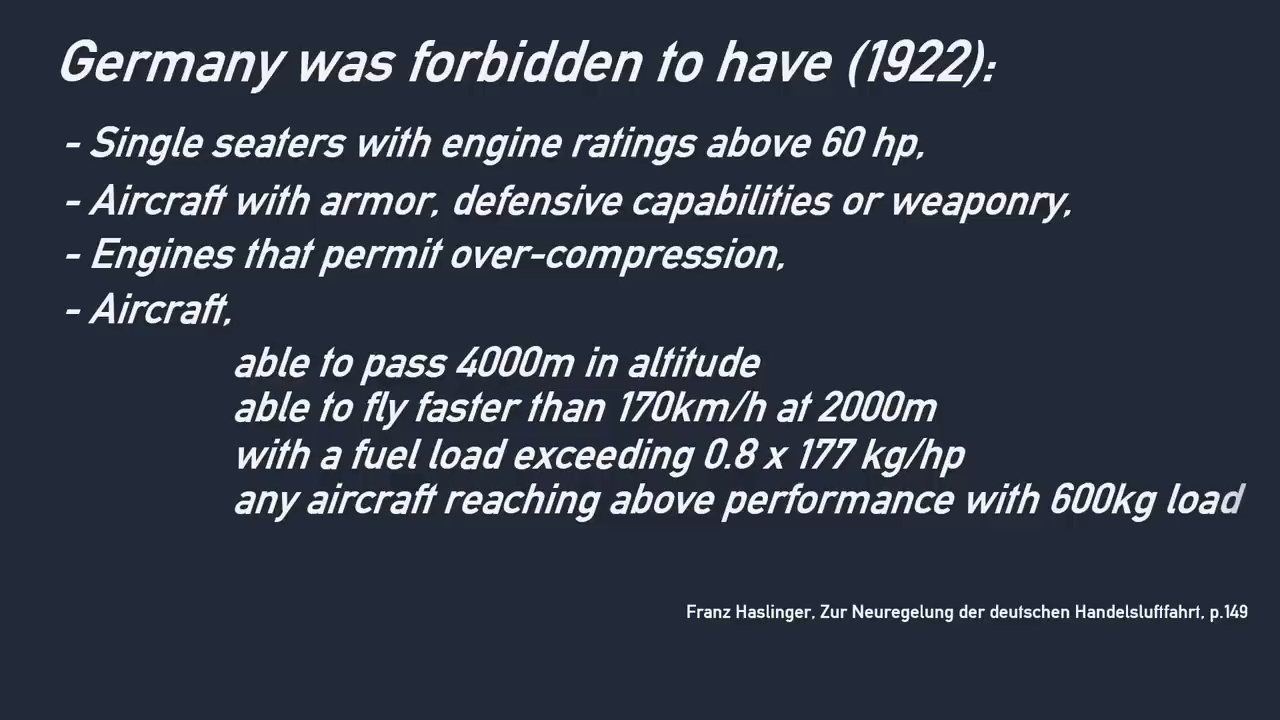 Germany was forbidden to have (1922):
- Single seaters with engine ratings above 60 hp,
- Aircraft with armor, defensive capabilities or weaponry,
- Engines that permit over-compression,
- Aircraft,
able to pass 4000m in altitude
able to fly faster than 170km/h at 2000m
with a fuel load exceeding 0.8 x 177 kg/hp
any aircraft reaching above performance with 600kg load
Franz Haslinger, Zur Neuregelung der deutschen Handelsluftfahrt, p.149